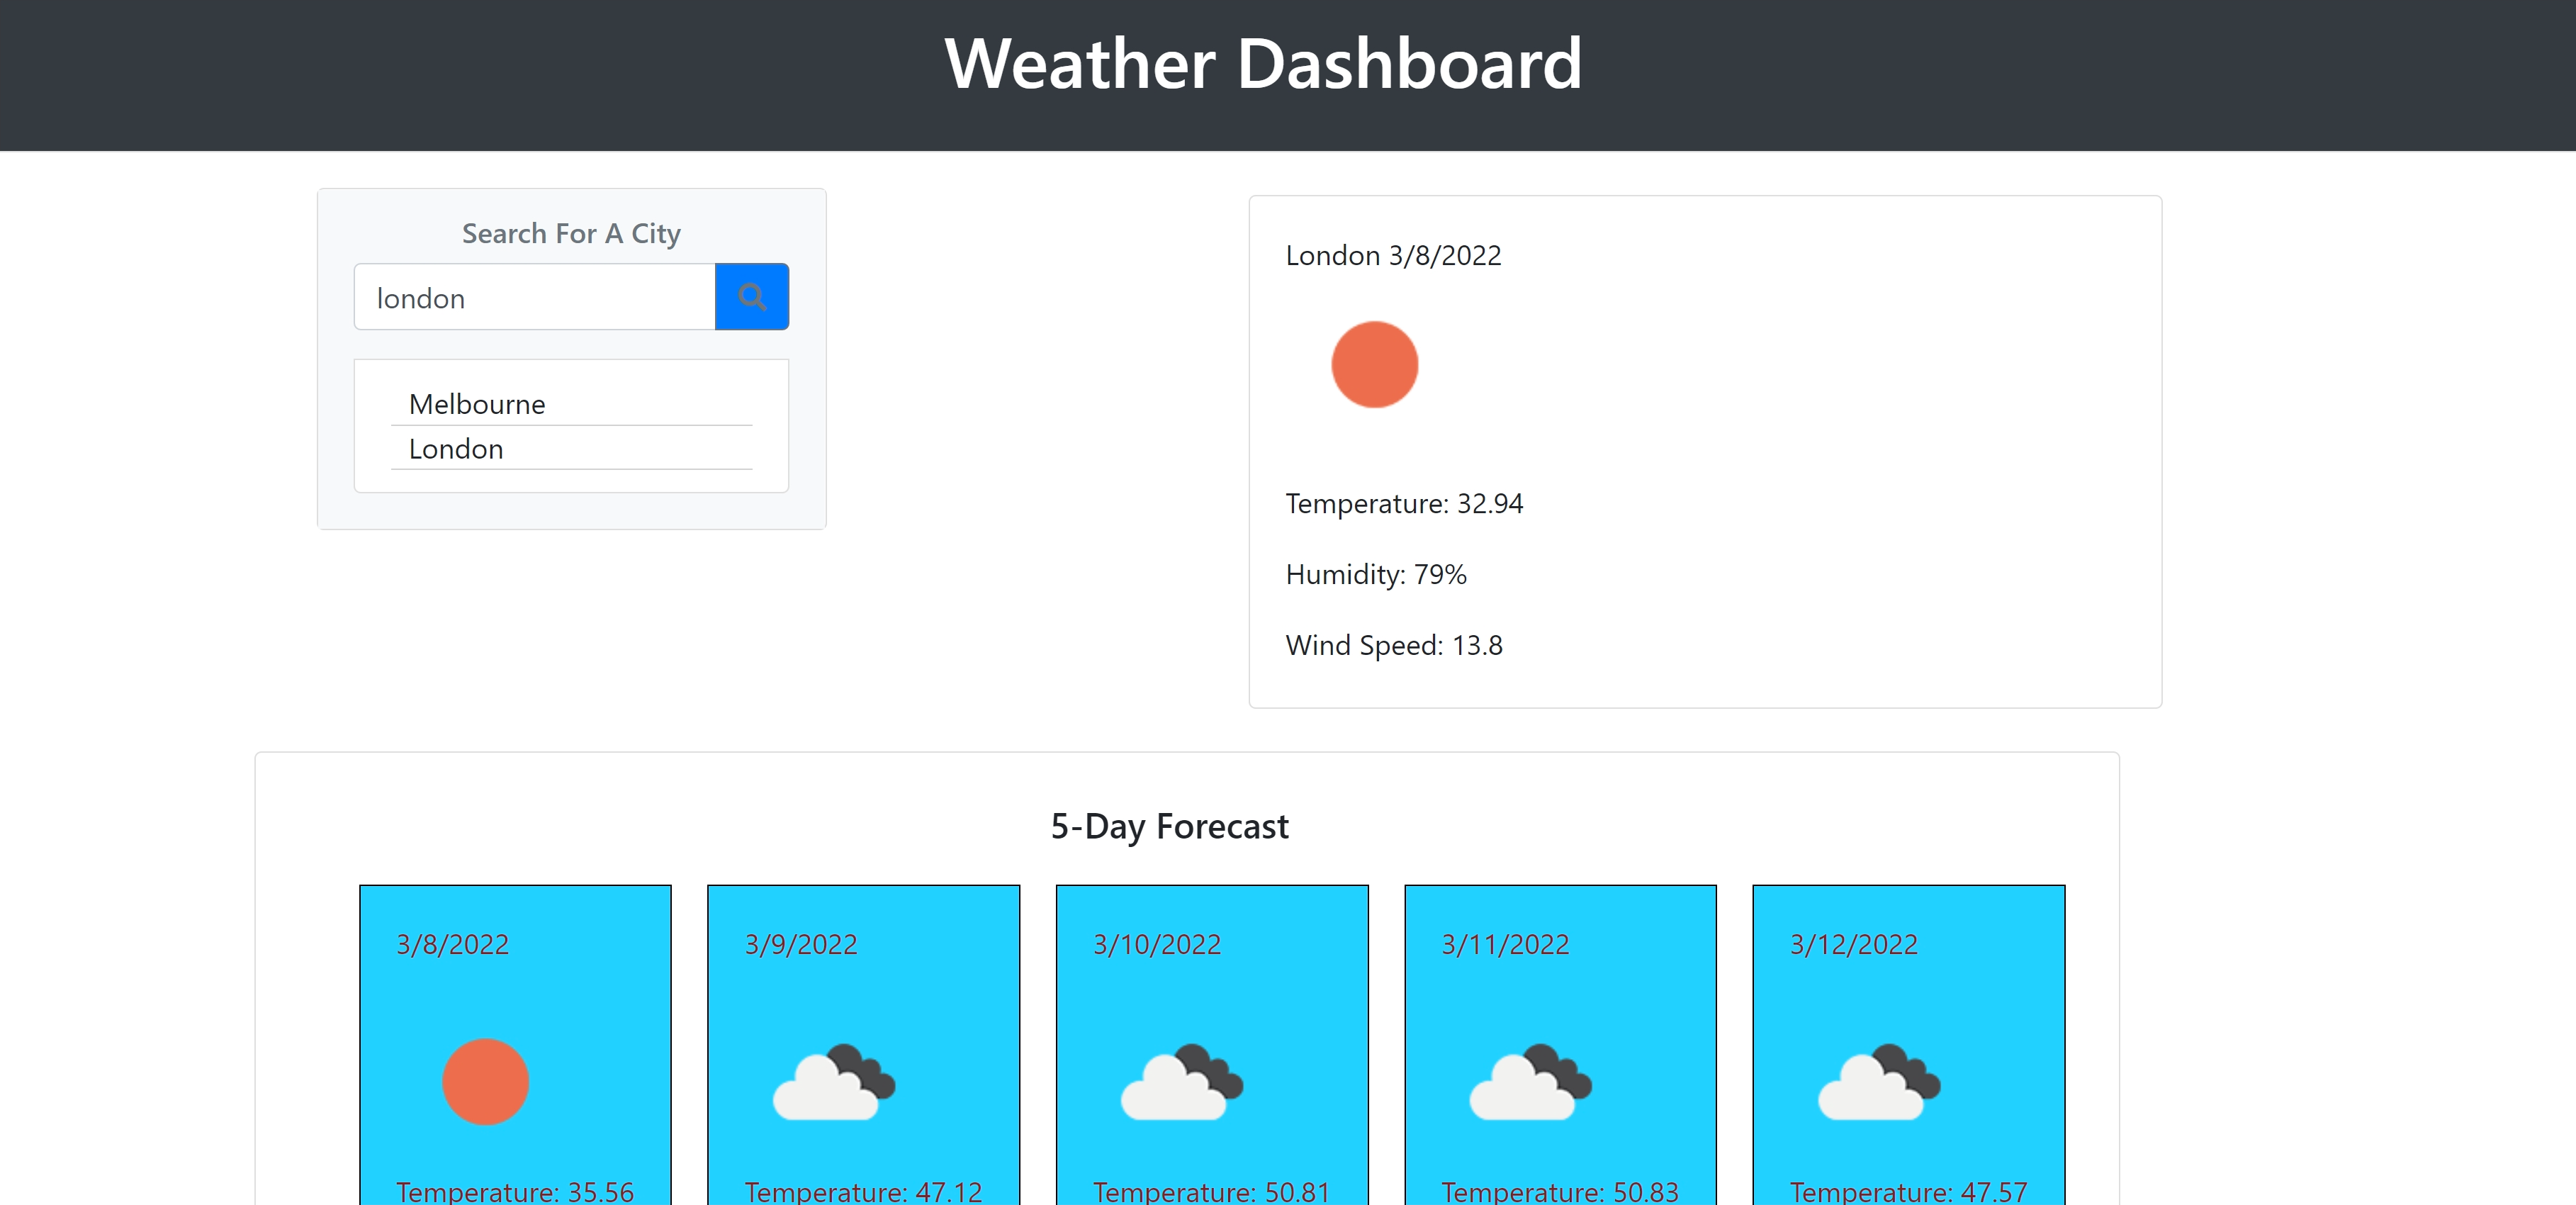 Weather Dashboard
Search For A City
london
Melbourne
London
London 3/8/2022
Temperature: 32.94
Humidity: 79%
Wind Speed: 13.8
5-Day Forecast
3/8/2022
Temperature: 35.56
3/9/2022
Temperature: 47.12
3/10/2022
Temperature: 50.81
3/11/2022
Temperature: 50.83
3/12/2022
Temperature: 47.57